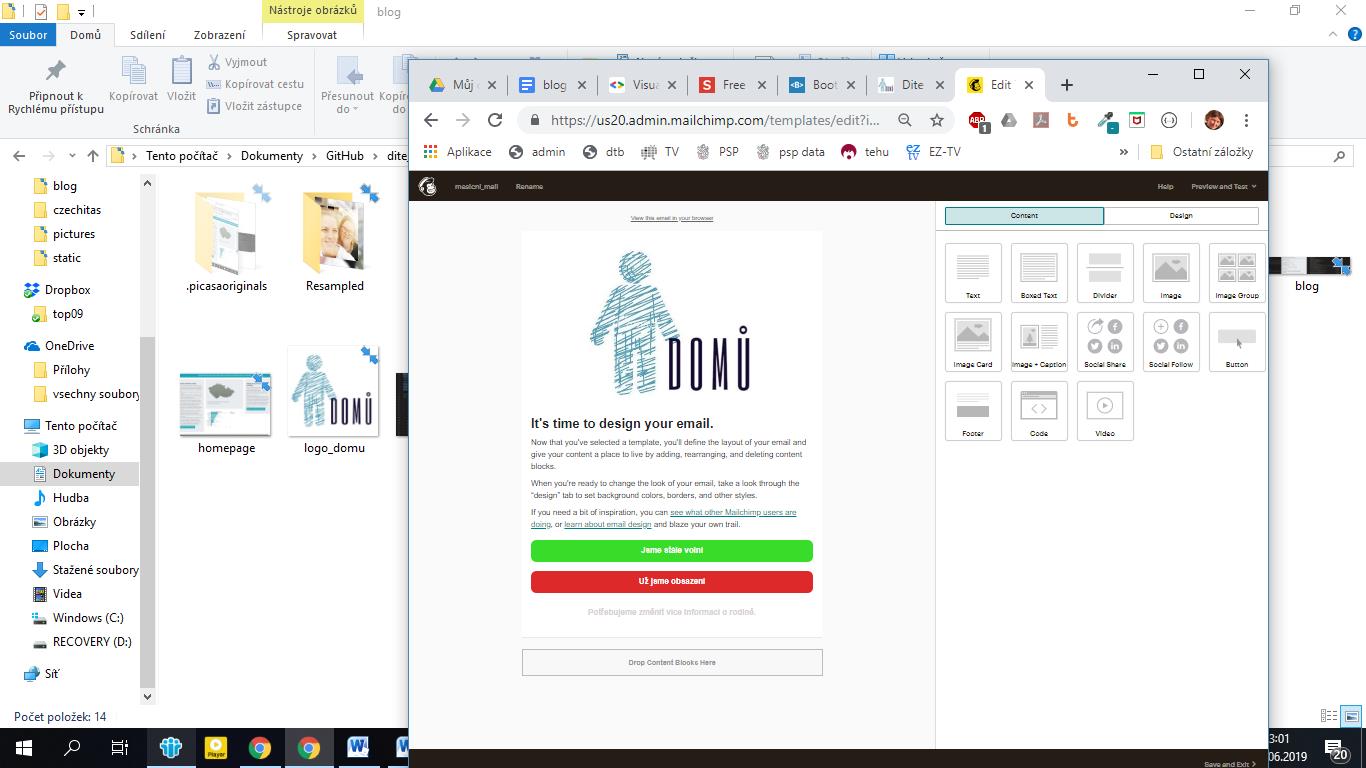 Nástroje obrázků
blog
Soubor
Domů
Sdílení
Zobrazení
Spravovat
Připnout k
Rychlému přístupu
Kopírovat
Vložit
Vyjmout
Kopírovat cestu
Vložit zástupce
Přesunout
do
Schránka
Tento počítač
Dokumenty
GitHub
dite_
blog
czechitas
pictures
static
Dropbox
top09
OneDrive
Přílohy
vsechny soubory
Tento počítač
3D objekty
Dokumenty
Hudba
Obrázky
Plocha
Stažené soubory
Videa
Windows (C:)
RECOVERY (D:)
Síť
Počet položek: 14
.picasaoriginals
Resampled
homepage
logo_domu
blog
Můj
blog
Visua
Free
Boot
Dite
Edit
https://us20.admin.mailchimp.com/templates/edit?i...
ABP
1
Aplikace
admin
dtb
TV
PSP
psp data
tehu
EZ-TV
»
Ostatní záložky
mesicni_mail
Rename
Help
Preview and Test
View this email in your browser
DOMŮ
It's time to design your email.
Now that you've selected a template, you'll define the layout of your email and
give your content a place to live by adding, rearranging, and deleting content
blocks.
When you're ready to change the look of your email, take a look through the
"design" tab to set background colors, borders, and other styles.
If you need a bit of inspiration, you can see what other Mailchimp users are
doing, or learn about email design and blaze your own trail.
Jsme stále volní
Už jsme obsazení
Potřebujeme změnit více informací o rodině.
Drop Content Blocks Here
Content
Design
Text
Boxed Text
Divider
Image
Image Group
Image Card
Image + Caption
Social Share
Social Follow
Button
Footer
Code
Video
Save and Exit
Player
3:01
06.2019
20